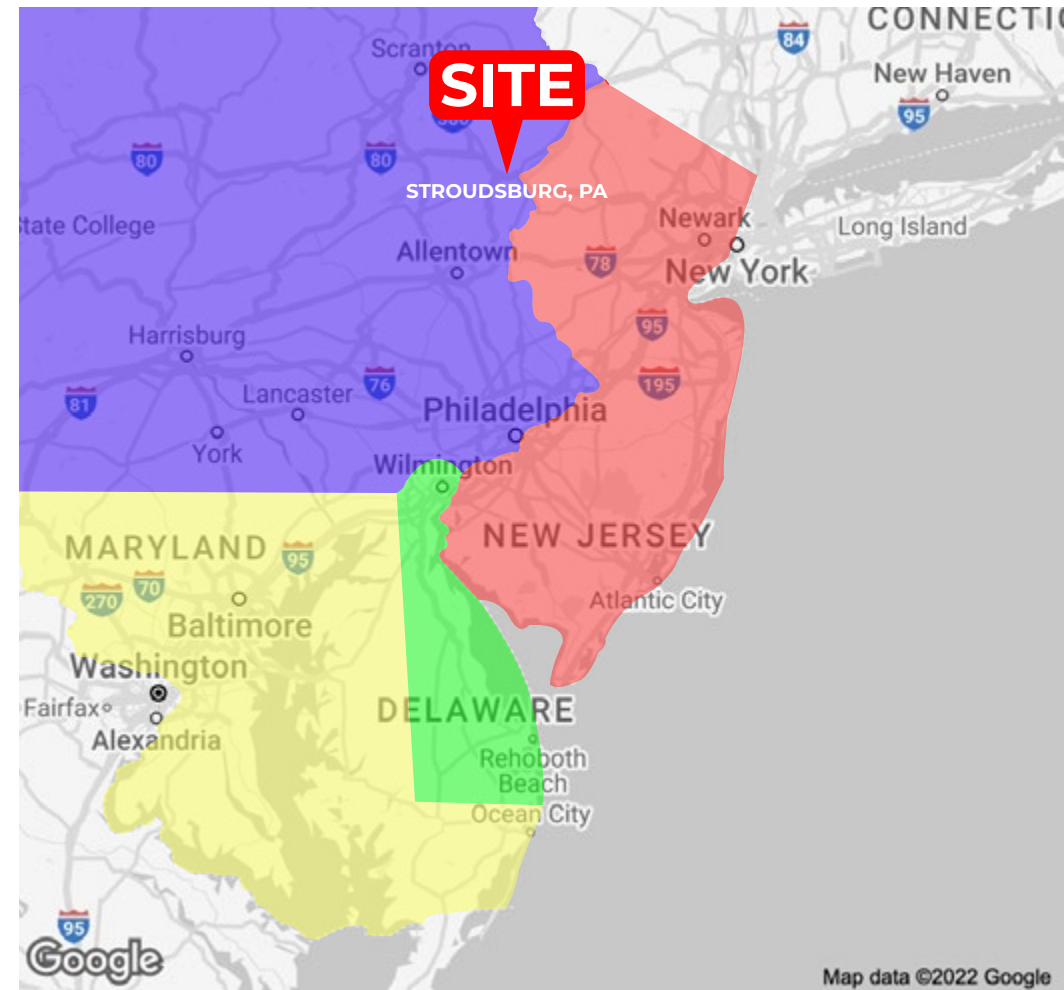 CONNECTIO
84
Scranton
New Haven
SITE
95
380
80
80
STROUDSBURG, PA
State College
Newark
Long Island
Allentown
78
New York
95
Harrisburg
195
76
Lancaster
81
Philadelphia
York
Wilmington
NEW JERSEY
MARYLAND
95
70
270
Atlantic City
Baltimore
Washington
Fairfax
DELAWARE
Alexandria
Rehoboth
Beach
Ocean City
95
Google
Map data ©2022 Google